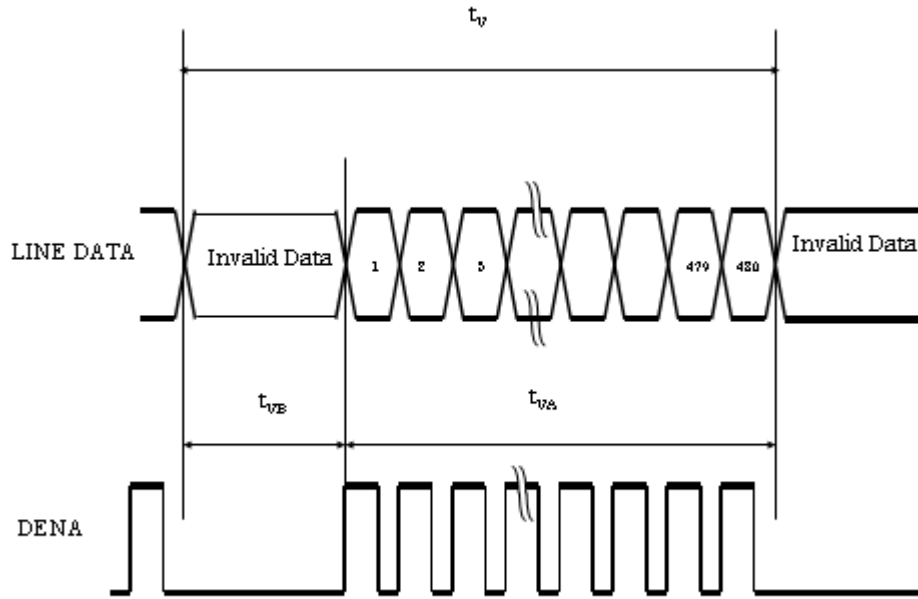 tV
LINE DATA
Invalid Data
1
2
3
479
480
Invalid Data
tVB
tVA
DENA